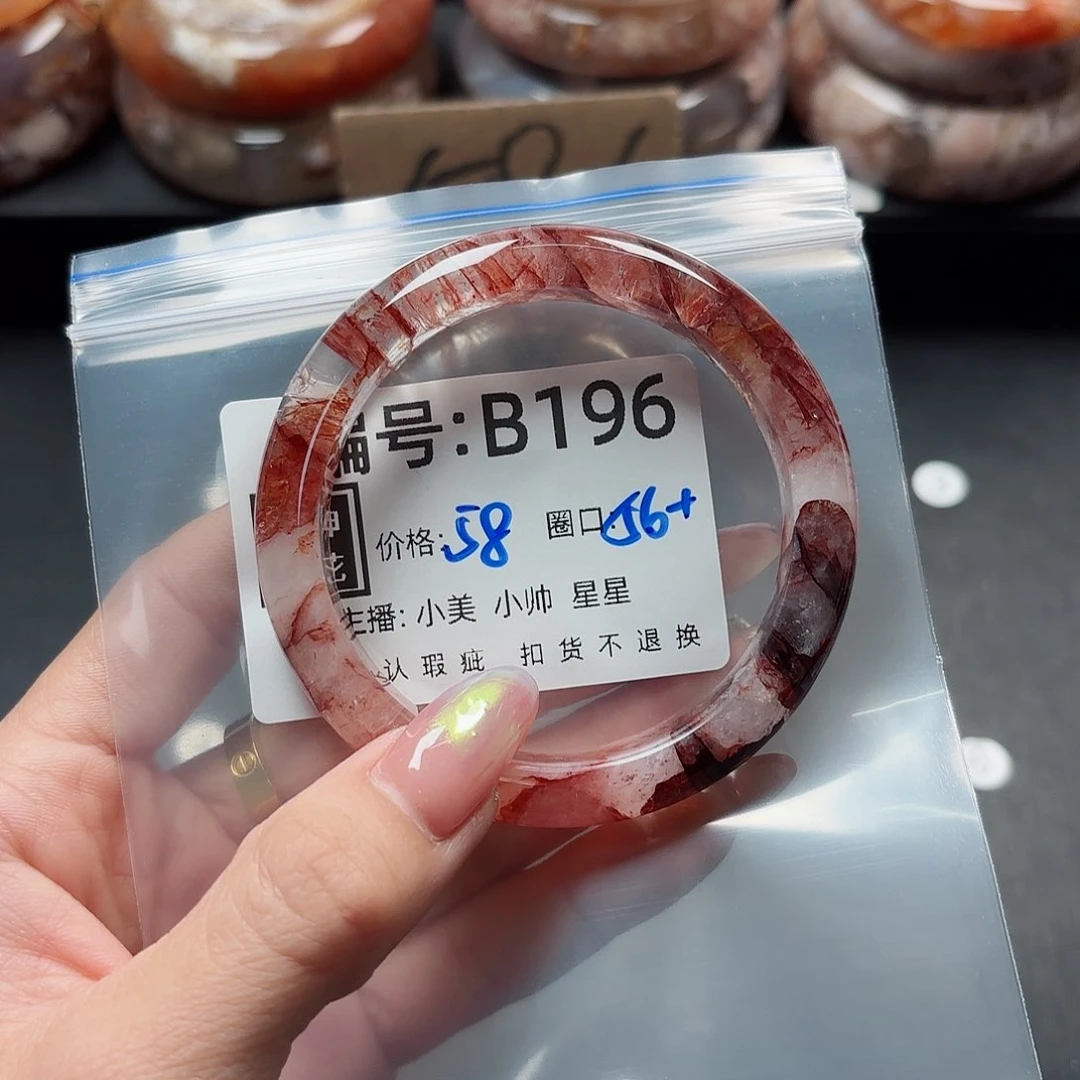 编号:B196
价格:58 圈口:56+
主播: 小美 小帅 星星
认瑕疵 扣货不退换